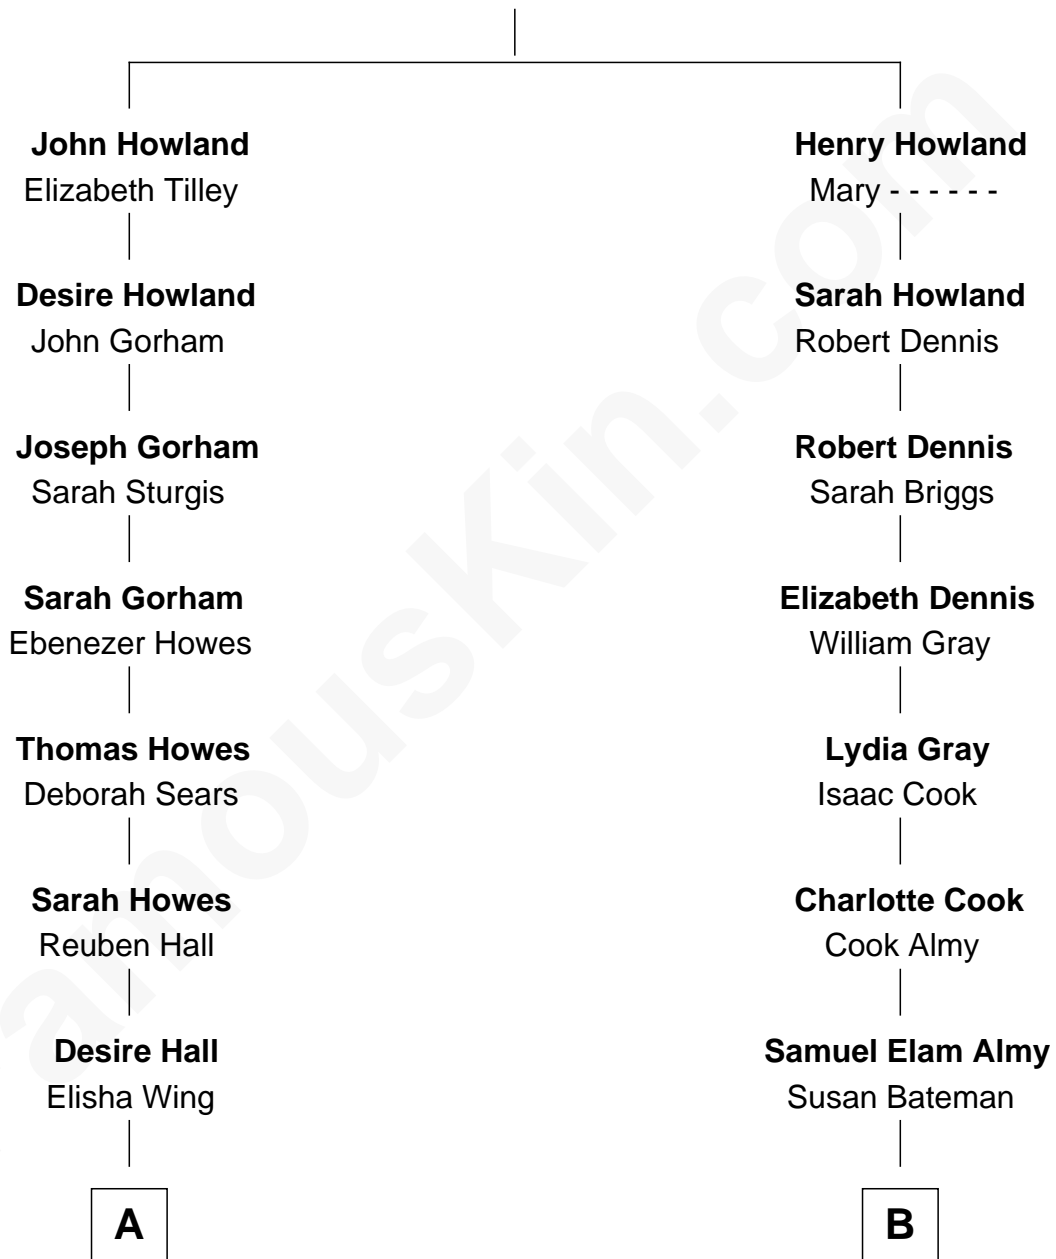 John Howland
Elizabeth Tilley
Desire Howland
John Gorham
Joseph Gorham
Sarah Sturgis
Sarah Gorham
Ebenezer Howes
Thomas Howes
Deborah Sears
Sarah Howes
Reuben Hall
Desire Hall
Elisha Wing
A
Henry Howland
Mary - - - - - -
Sarah Howland
Robert Dennis
Robert Dennis
Sarah Briggs
Elizabeth Dennis
William Gray
Lydia Gray
Isaac Cook
Charlotte Cook
Cook Almy
Samuel Elam Almy
Susan Bateman
B
amousKin.com